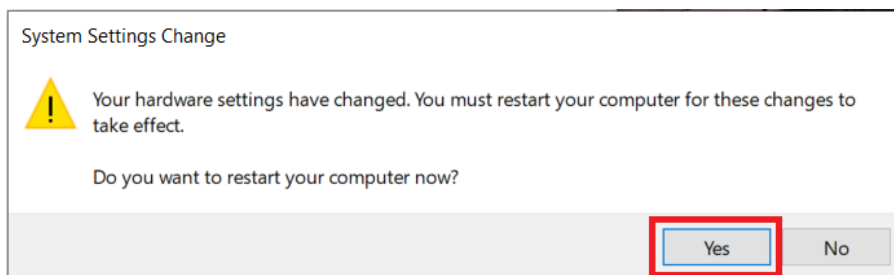 System Settings Change
Your hardware settings have changed. You must restart your computer for these changes to
take effect.
Do you want to restart your computer now?
Yes
No